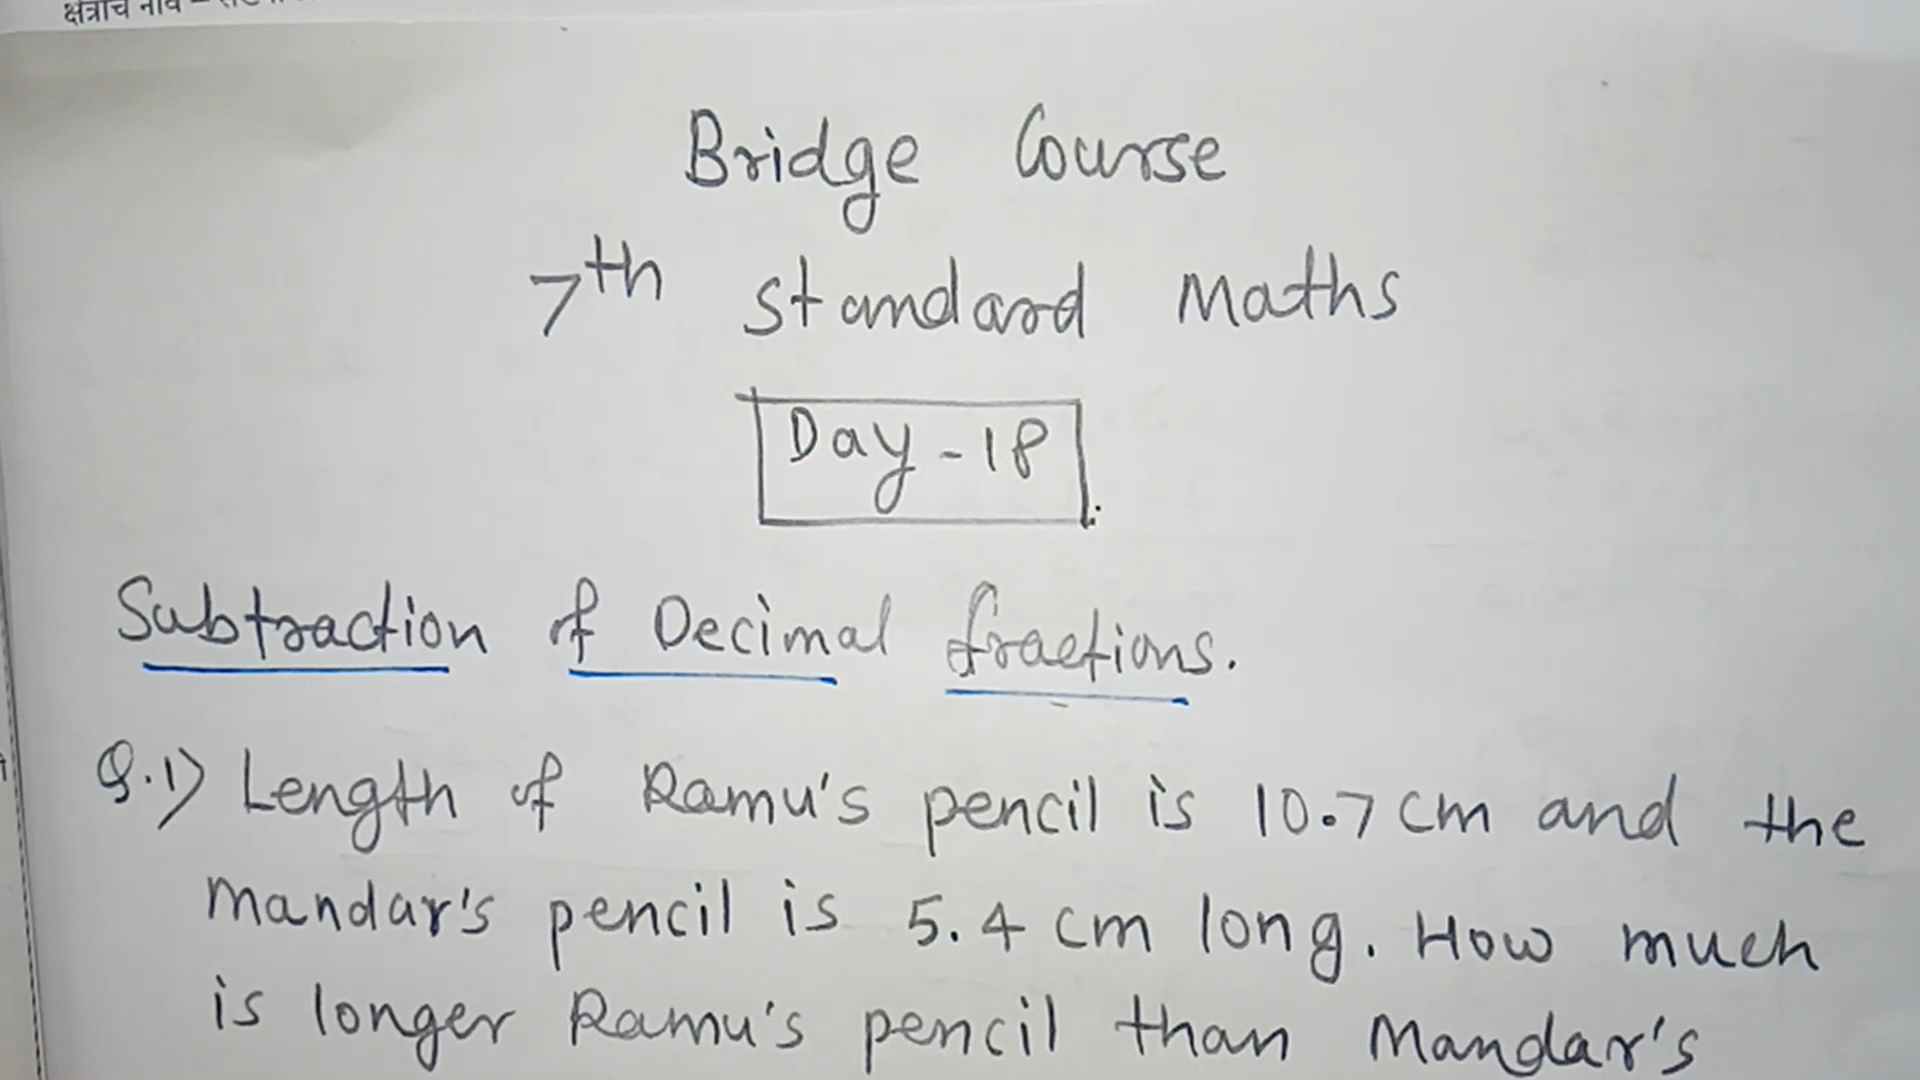 क्षेत्राचे नाव –
Bridge Course
7th standard Maths
Day-18
Subtraction of Decimal fractions.
Q.1) Length of Ramu's pencil is 10.7 cm and the
Mandar's pencil is 5.4 cm long. How much
is longer Ramu's pencil than Mandar's